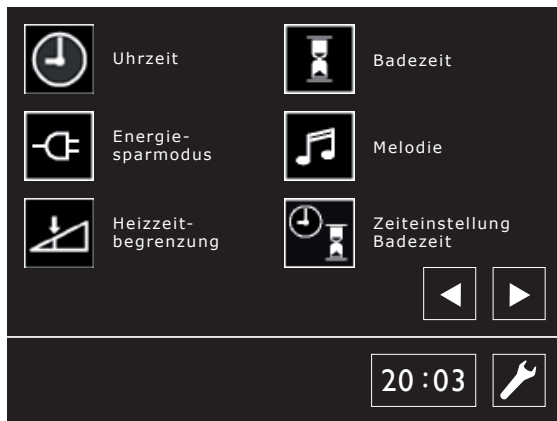 Uhrzeit
Badezeit
Energie-
sparmodus
Melodie
Heizzeit-
begrenzung
Zeiteinstellung
Badezeit
20:03